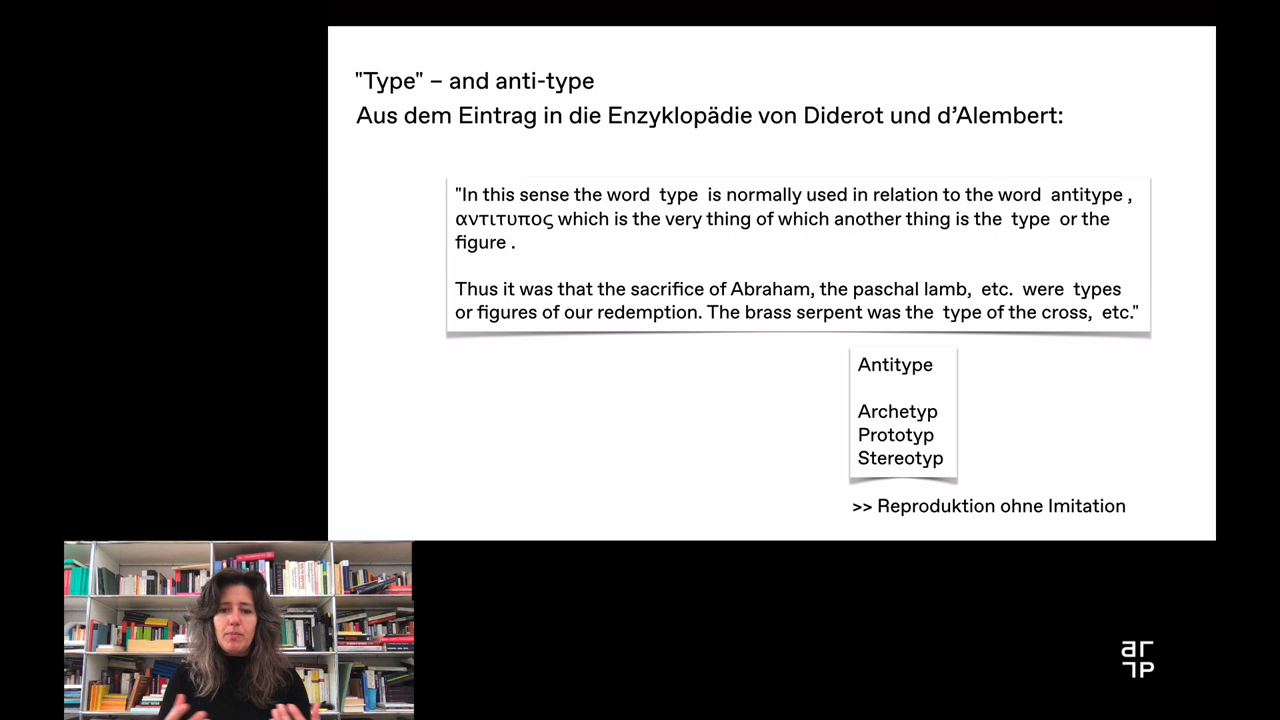 "Type" – and anti-type
Aus dem Eintrag in die Enzyklopädie von Diderot und d’Alembert:
"In this sense the word type is normally used in relation to the word antitype ,
αντιτυπος which is the very thing of which another thing is the type or the
figure .
Thus it was that the sacrifice of Abraham, the paschal lamb, etc. were types
or figures of our redemption. The brass serpent was the type of the cross, etc."
Antitype
Archetyp
Prototyp
Stereotyp
>> Reproduktion ohne Imitation